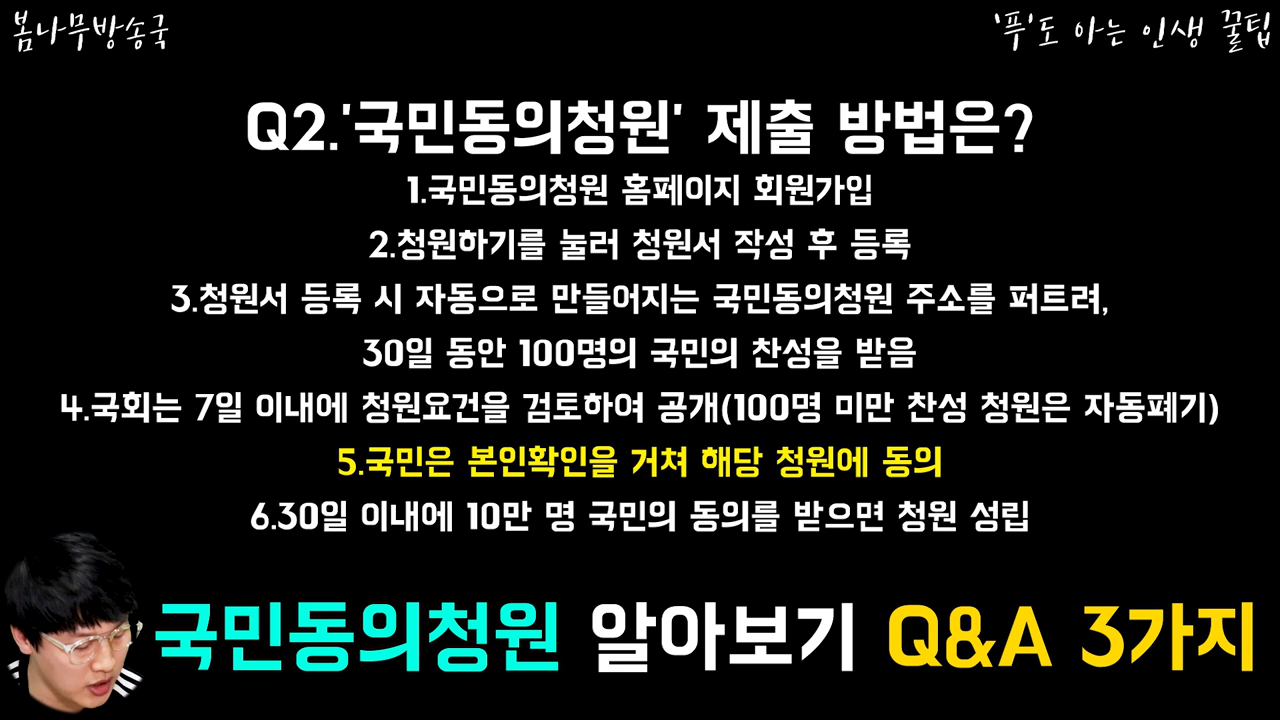 봄나무방송국
'푸'도 아는 인생 꿀팁
Q2.'국민동의청원' 제출 방법은?
1.국민동의청원 홈페이지 회원가입
2.청원하기를 눌러 청원서 작성 후 등록
3.청원서 등록 시 자동으로 만들어지는 국민동의청원 주소를 퍼트려,
30일 동안 100명의 국민의 찬성을 받음
4.국회는 7일 이내에 청원요건을 검토하여 공개(100명 미만 찬성 청원은 자동폐기)
5.국민은 본인확인을 거쳐 해당 청원에 동의
6.30일 이내에 10만 명 국민의 동의를 받으면 청원 성립
국민동의청원 알아보기 Q&A 3가지